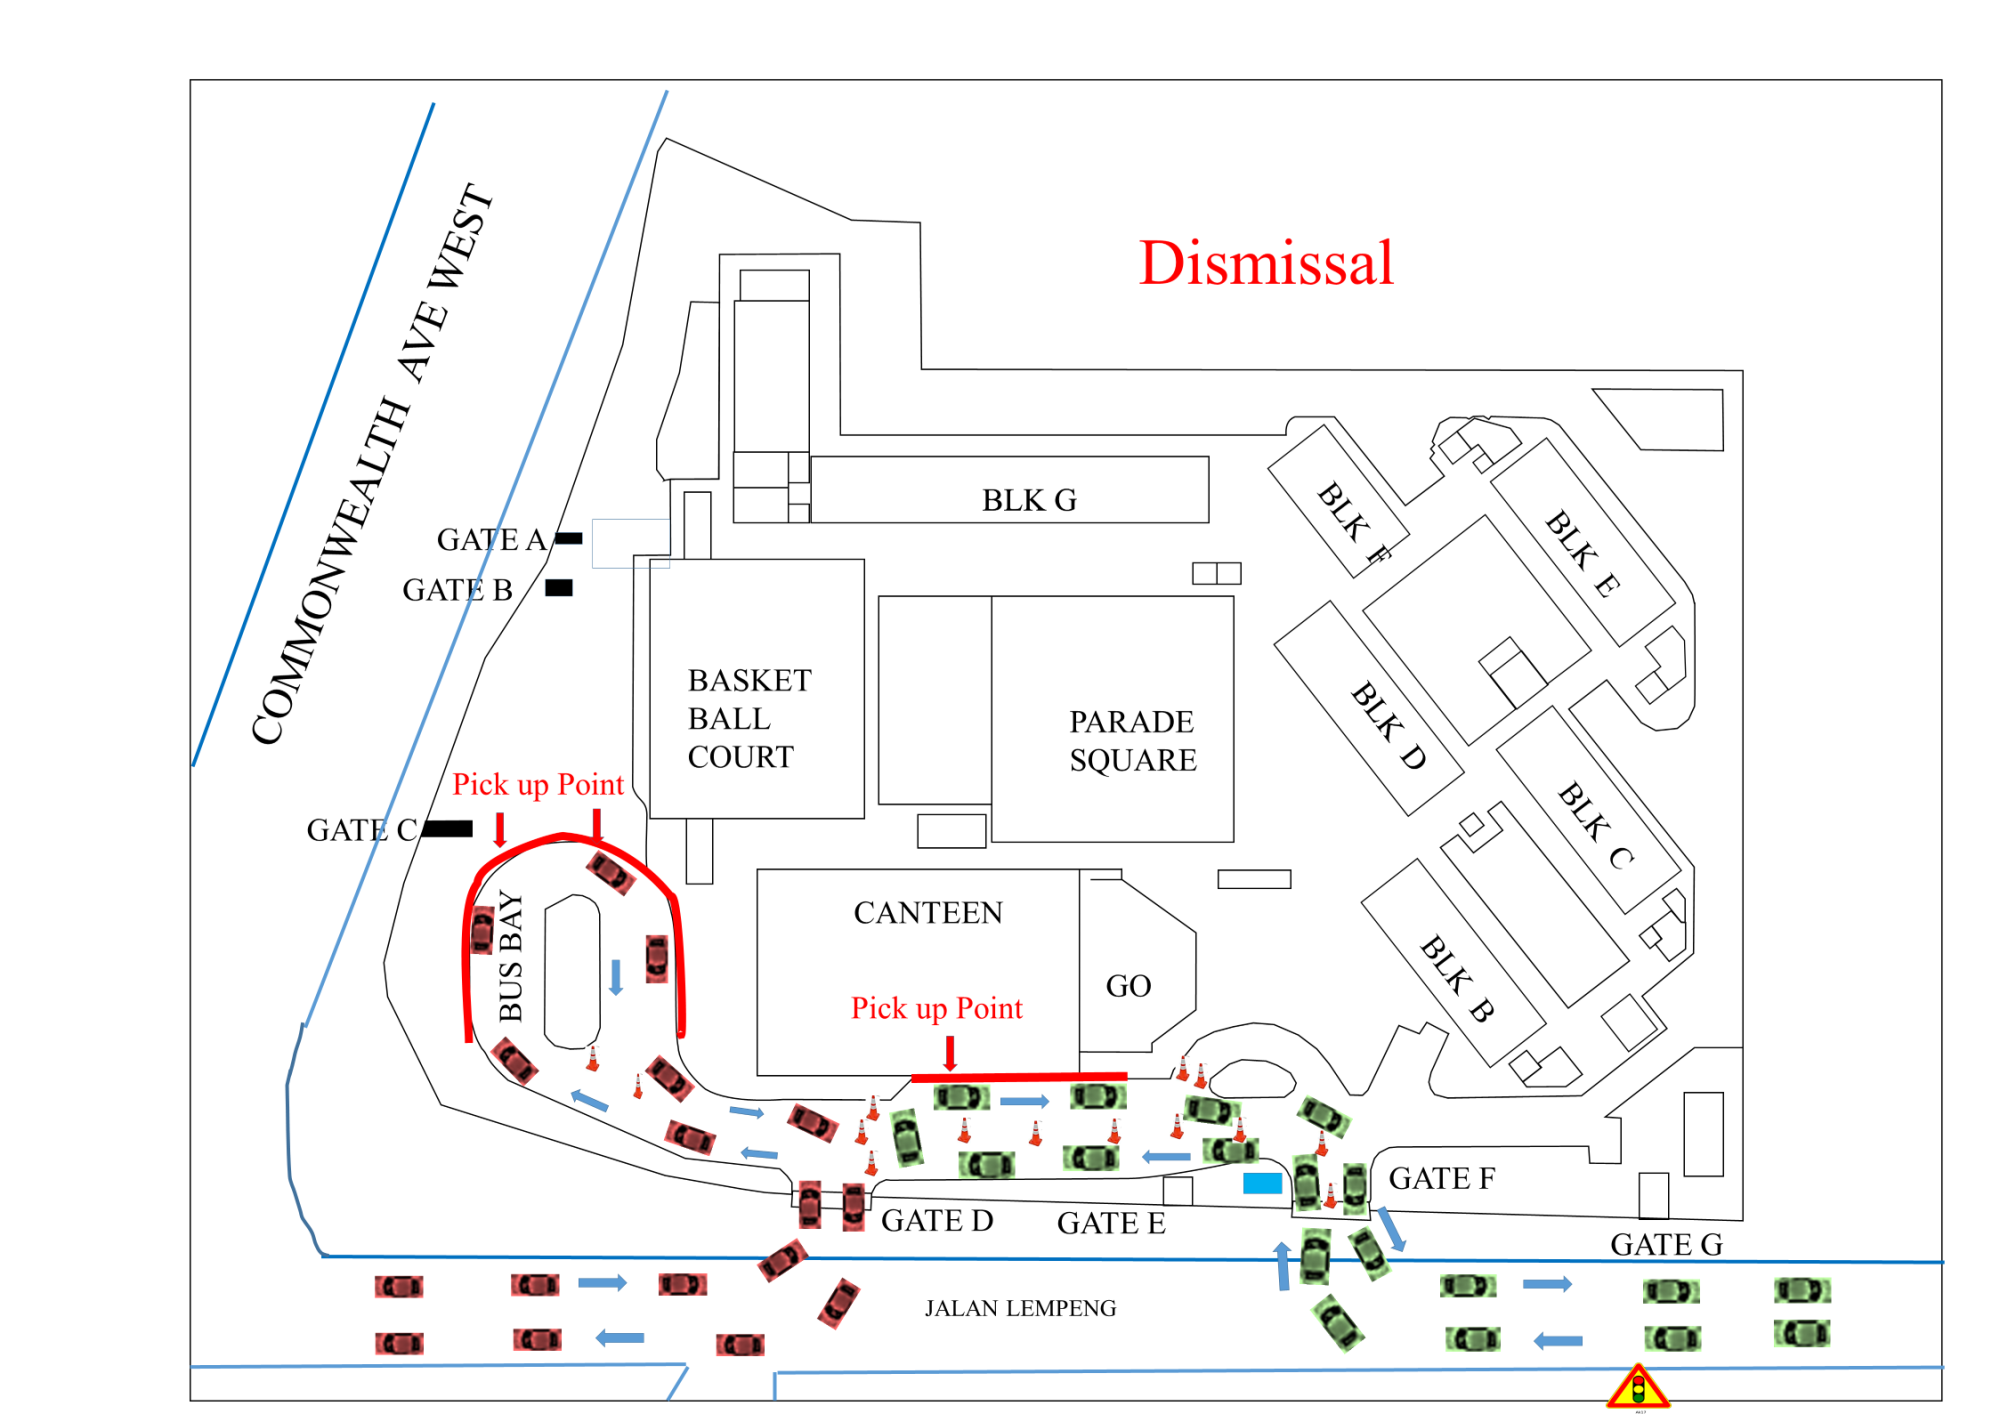 Dismissal
COMMONWEALTH AVE WEST
BLK G
BLK F
BLK E
GATE A
GATE B
BASKET
BALL
COURT
PARADE
SQUARE
BLK D
Pick up Point
GATE C
BLK C
BUS BAY
CANTEEN
GO
BLK B
Pick up Point
GATE D
GATE E
GATE F
GATE G
JALAN LEMPENG